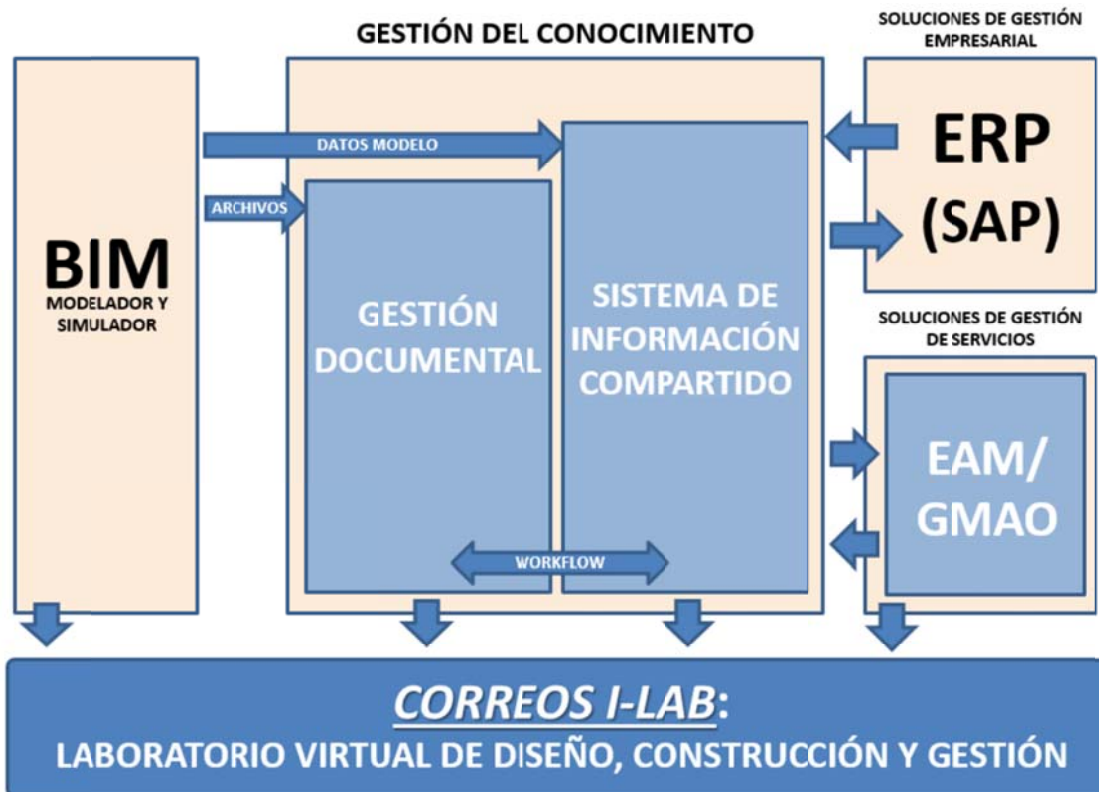 GESTIÓN DEL CONOCIMIENTO
SOLUCIONES DE GESTIÓN
EMPRESARIAL
BIM
MODELADOR Y
SIMULADOR
DATOS MODELO
ARCHIVOS
GESTIÓN
DOCUMENTAL
SISTEMA DE
INFORMACIÓN
COMPARTIDO
WORKFLOW
ERP
(SAP)
SOLUCIONES DE GESTIÓN
DE SERVICIOS
EAM/
GMAO
CORREOS I-LAB:
LABORATORIO VIRTUAL DE DISEÑO, CONSTRUCCIÓN Y GESTIÓN